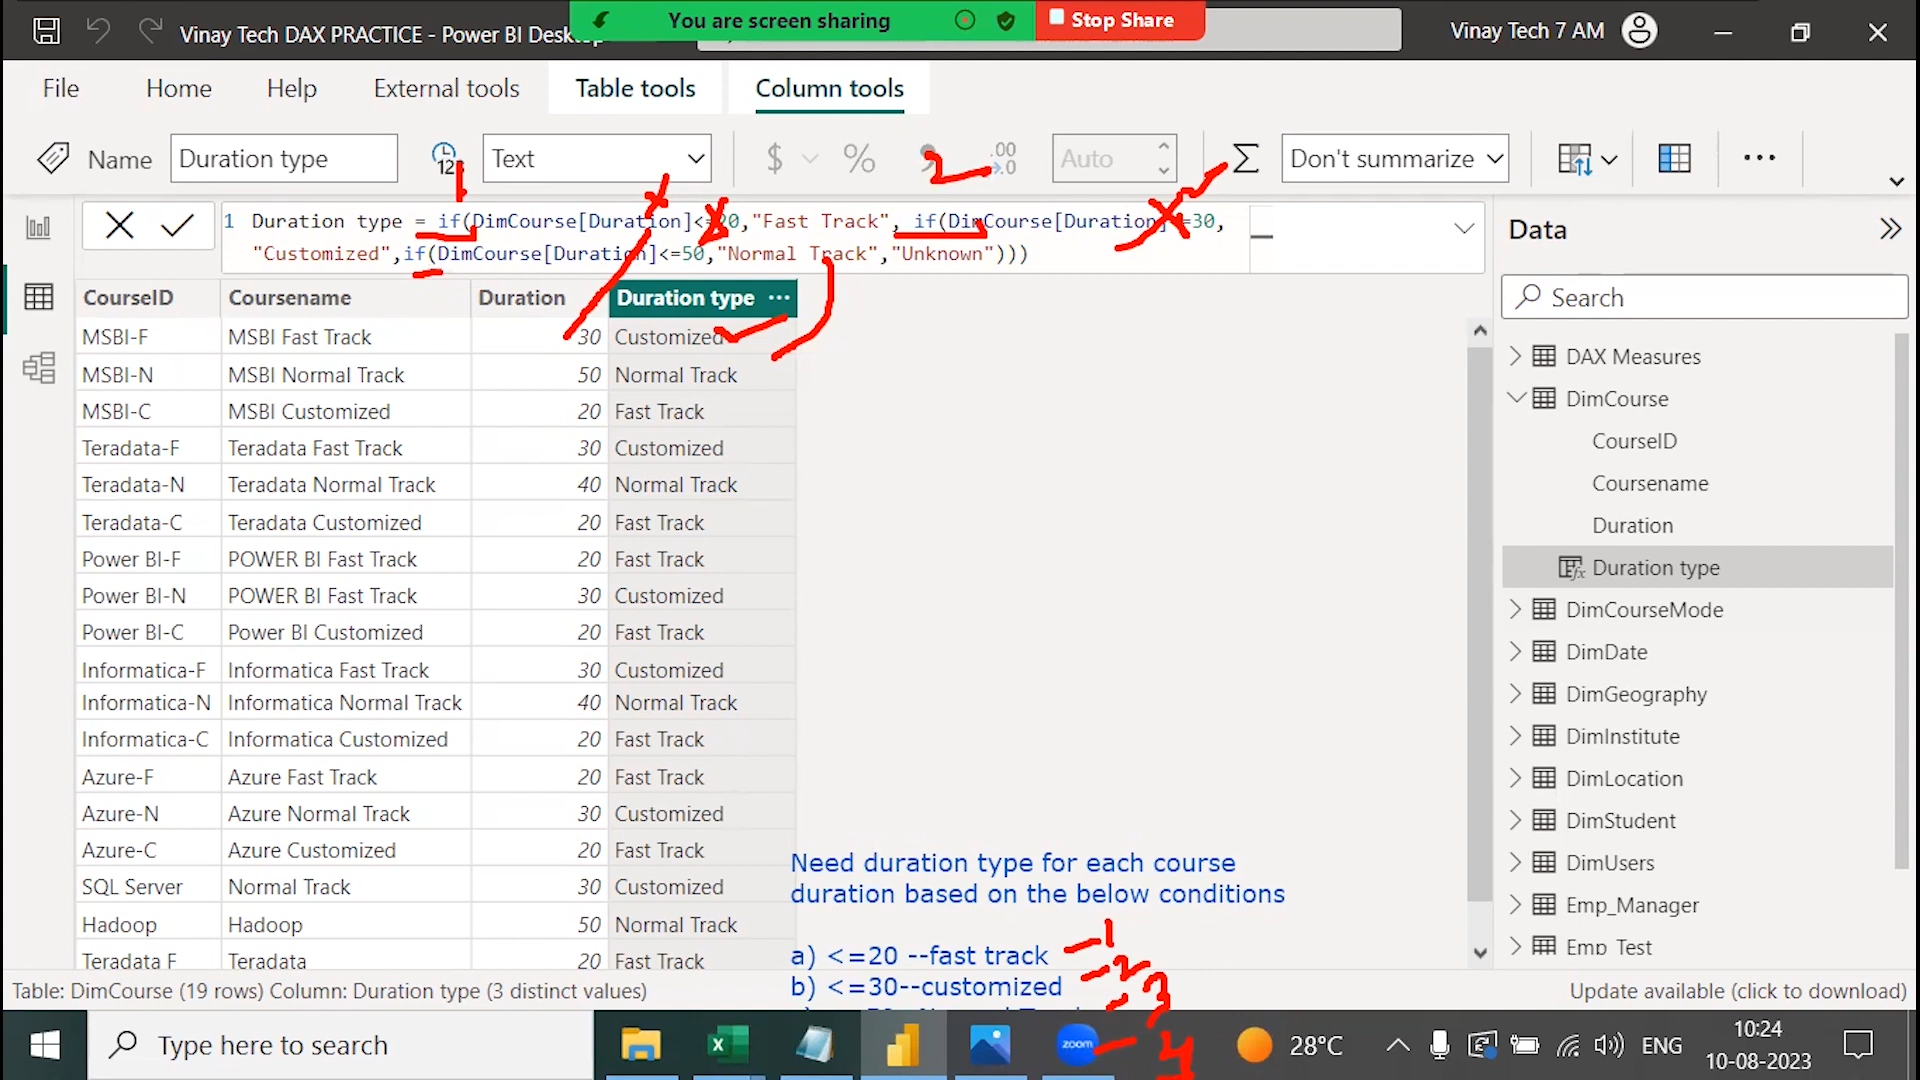 Vinay Tech DAX PRACTICE - Power BI Desktop
You are screen sharing
Stop Share
Vinay Tech 7 AM
File Home Help External tools Table tools Column tools
Name Duration type Text $ % .00 Auto Don't summarize
1 2
1 Duration type = if(DimCourse[Duration]<=20,"Fast Track", if(DimCourse[Duration]<=30,
"Customized",if(DimCourse[Duration]<=50,"Normal Track","Unknown")))
CourseID Coursename Duration Duration type
MSBI-F MSBI Fast Track 30 Customized
MSBI-N MSBI Normal Track 50 Normal Track
MSBI-C MSBI Customized 20 Fast Track
Teradata-F Teradata Fast Track 30 Customized
Teradata-N Teradata Normal Track 40 Normal Track
Teradata-C Teradata Customized 20 Fast Track
Power BI-F POWER BI Fast Track 20 Fast Track
Power BI-N POWER BI Fast Track 30 Customized
Power BI-C Power BI Customized 20 Fast Track
Informatica-F Informatica Fast Track 30 Customized
Informatica-N Informatica Normal Track 40 Normal Track
Informatica-C Informatica Customized 20 Fast Track
Azure-F Azure Fast Track 20 Fast Track
Azure-N Azure Normal Track 30 Customized
Azure-C Azure Customized 20 Fast Track
SQL Server Normal Track 30 Customized
Hadoop Hadoop 50 Normal Track
Teradata F Teradata 20 Fast Track
Need duration type for each course
duration based on the below conditions
a) <=20 --fast track 1
b) <=30--customized 2
3
4
Data
Search
DAX Measures
DimCourse
CourseID
Coursename
Duration
Duration type
DimCourseMode
DimDate
DimGeography
DimInstitute
DimLocation
DimStudent
DimUsers
Emp_Manager
Emp Test
Table: DimCourse (19 rows) Column: Duration type (3 distinct values)
Update available (click to download)
Type here to search
zoom
28°C
ENG
10:24
10-08-2023